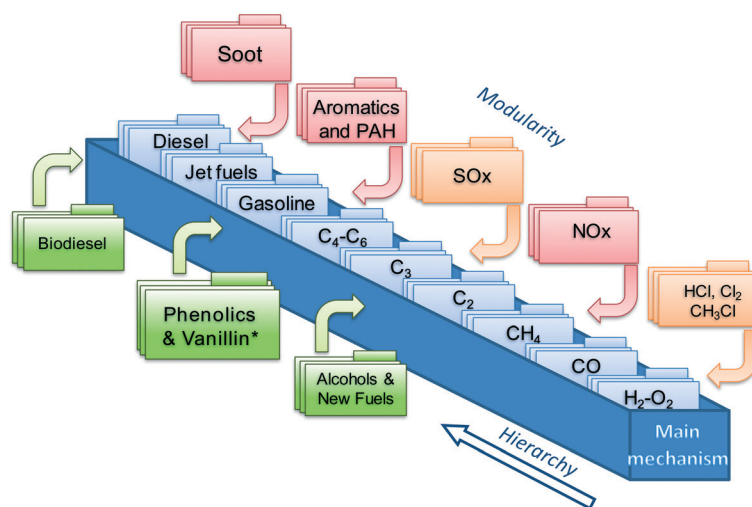 Soot
Aromatics
and PAH
Modularity
SOx
NOx
HCl, Cl₂
CH₃Cl
Diesel
Jet fuels
Gasoline
C₄–C₆
C₃
C₂
CH₄
CO
H₂–O₂
Biodiesel
Phenolics
& Vanillin*
Alcohols &
New Fuels
Hierarchy
Main
mechanism